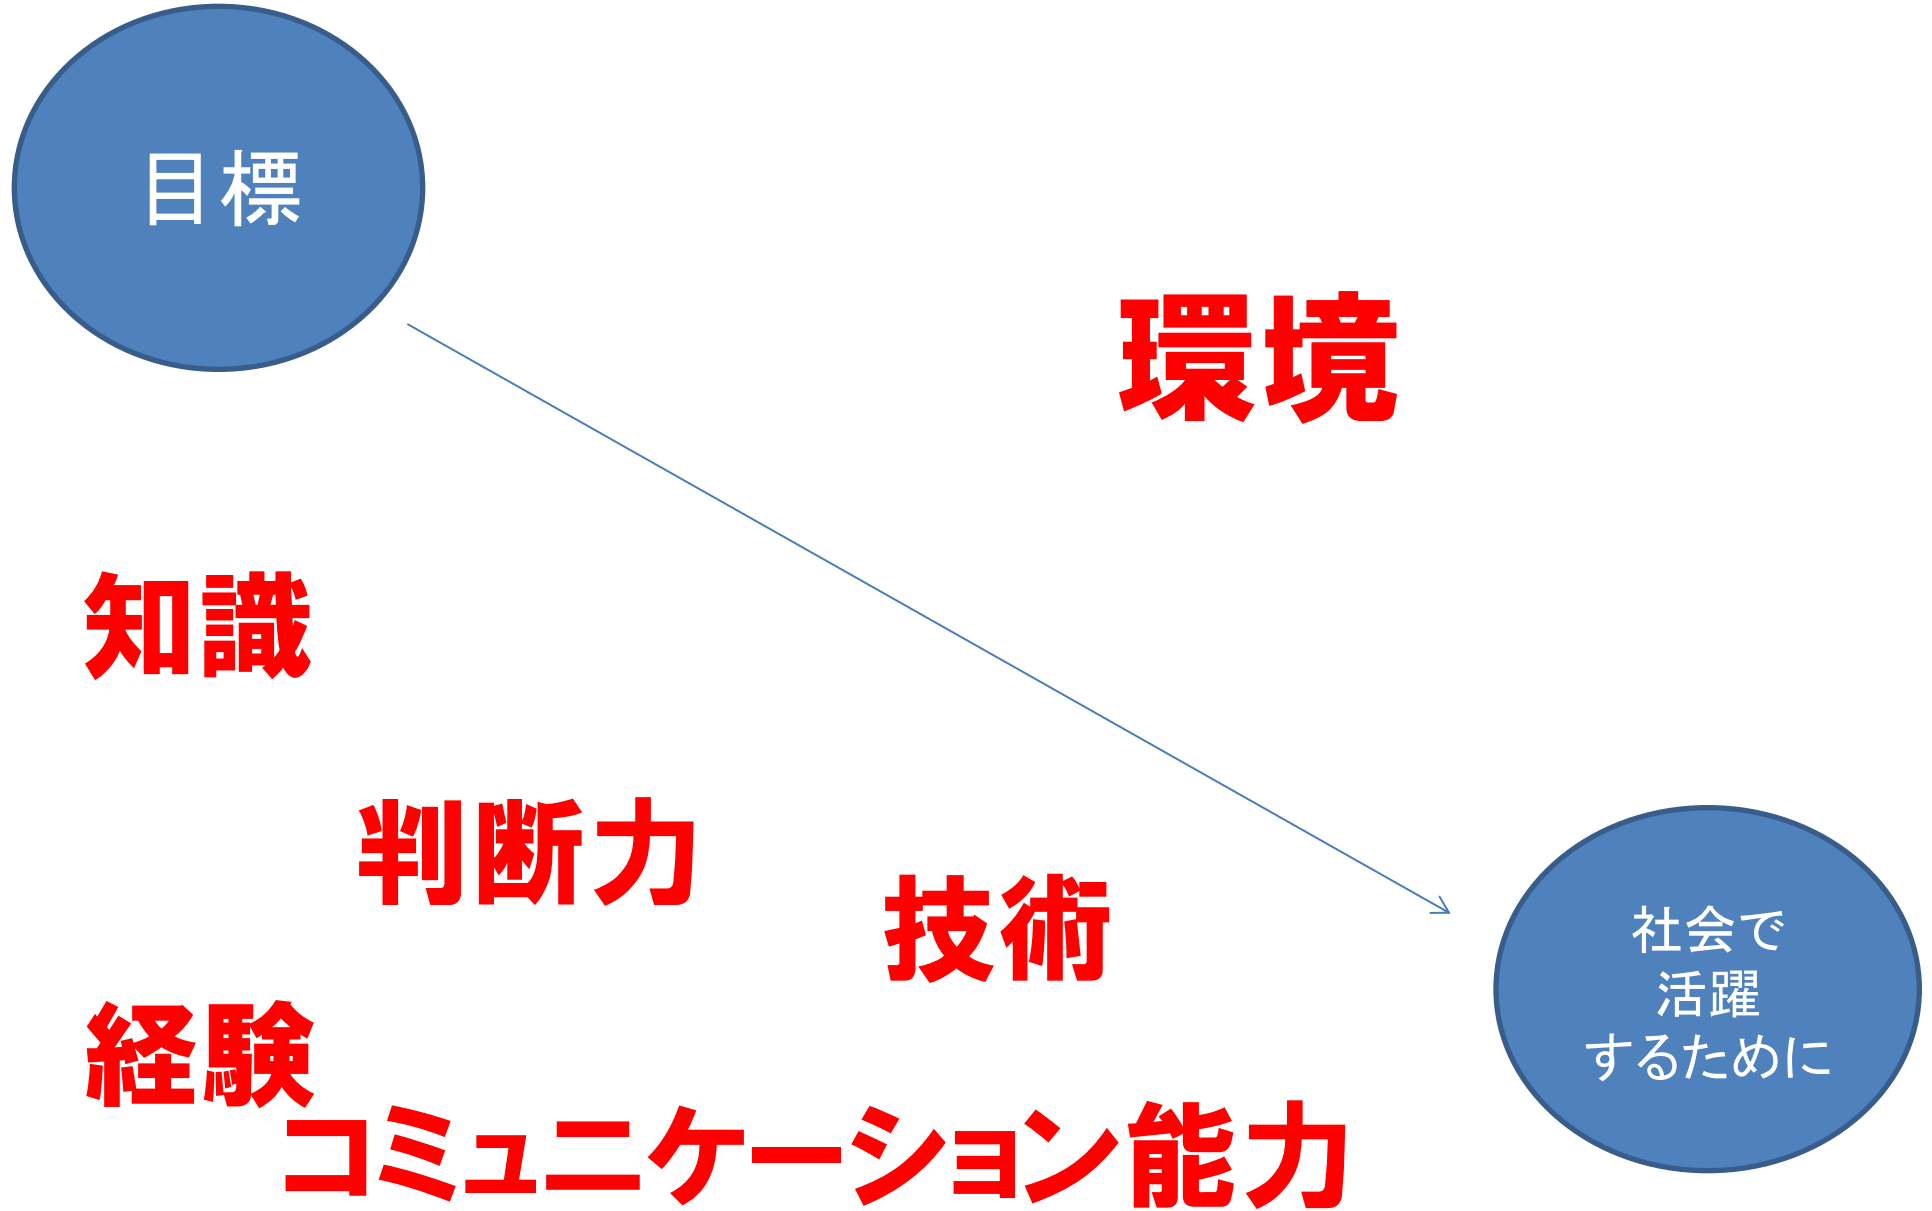 目標
環境
知識
判断力
技術
社会で
活躍
するために
経験
コミュニケーション能力